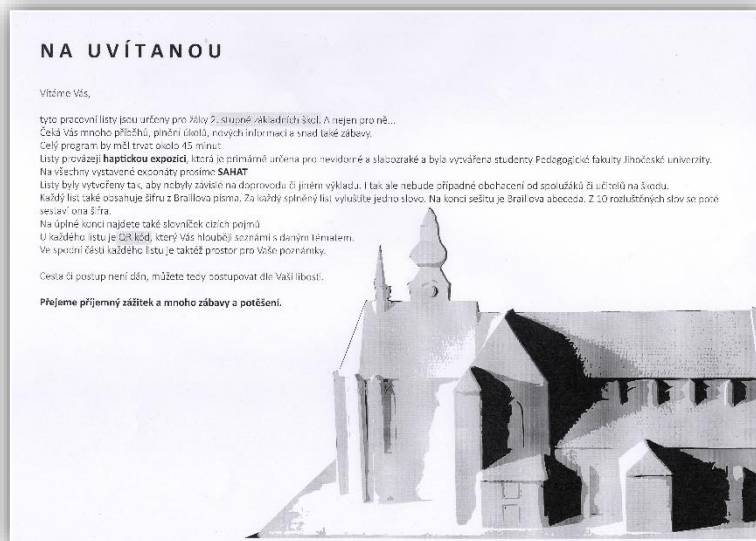 NA UVÍTANOU
Vítáme Vás,
tyto pracovní listy jsou určeny pro žáky 2. stupně základních škol. A nejen pro ně...
Čeká Vás mnoho příběhů, plnění úkolů, nových informací a snad také zábavy.
Celý program by měl trvat okolo 45 minut
Listy provázejí haptickou expozici, která je primárně určena pro nevidomé a slabozraké a byla vytvářena studenty Pedagogické fakulty Jihočeské univerzity.
Na všechny vystavené exponáty prosíme SAHAT
Listy byly vytvořeny tak, aby nebyly závislé na doprovodu či jiném výkladu. I tak ale nebude případné obohacení od spolužáků či učitelů na škodu.
Každý list také obsahuje šifru z Braillova písma. Za každý splněný list vyluštíte jedno slovo. Na konci sešitu je Braillova abeceda. Z 10 rozluštěných slov se poté
sestaví ona šifra.
Na úplné konci najdete také slovníček cizích pojmů
U každého listu je QR kód, který Vás hlouběji seznámí s daným tématem.
Ve spodní části každého listu je taktéž prostor pro Vaše poznámky.
Cesta či postup není dán, můžete tedy postupovat dle Vaší libosti.
Přejeme příjemný zážitek a mnoho zábavy a potěšení.